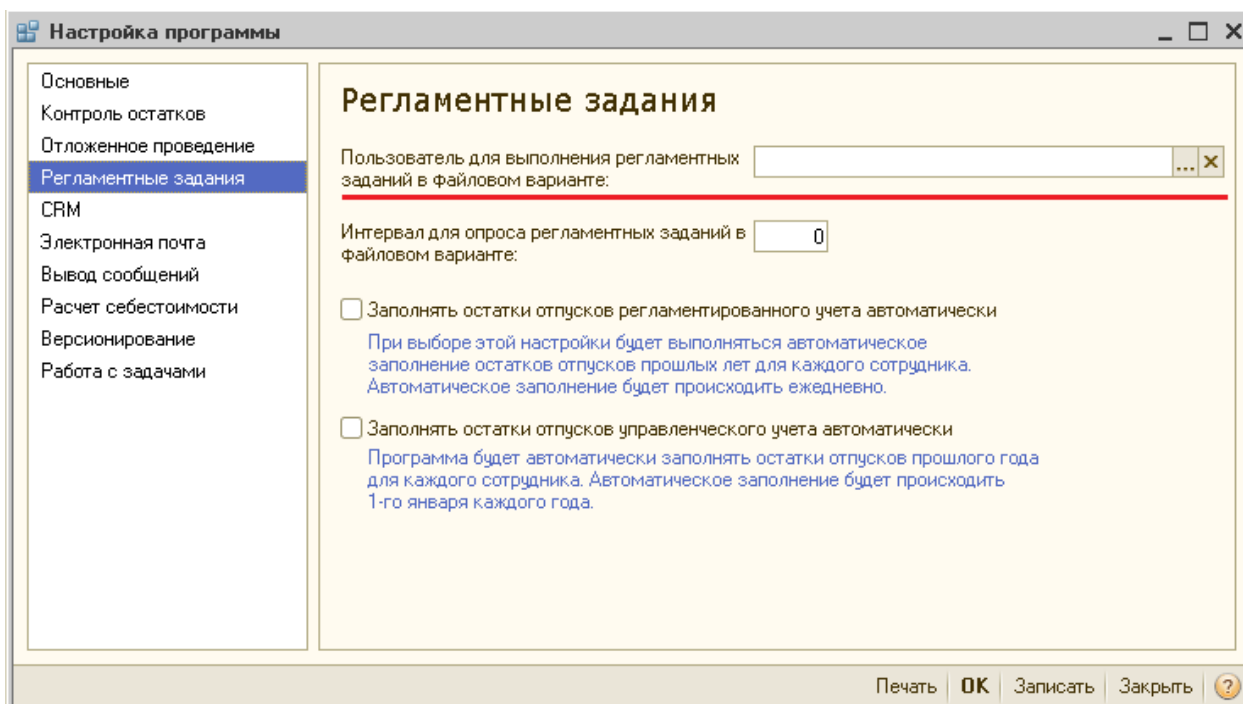 Настройка программы
Основные
Контроль остатков
Отложенное проведение
Регламентные задания
CRM
Электронная почта
Вывод сообщений
Расчет себестоимости
Версионирование
Работа с задачами
Регламентные задания
Пользователь для выполнения регламентных
заданий в файловом варианте:
...
Интервал для опроса регламентных заданий в
файловом варианте:
0
Заполнять остатки отпусков регламентированного учета автоматически
При выборе этой настройки будет выполняться автоматическое
заполнение остатков отпусков прошлых лет для каждого сотрудника.
Автоматическое заполнение будет происходить ежедневно.
Заполнять остатки отпусков управленческого учета автоматически
Программа будет автоматически заполнять остатки отпусков прошлого года
для каждого сотрудника. Автоматическое заполнение будет происходить
1-го января каждого года.
Печать ОК Записать Закрыть ?